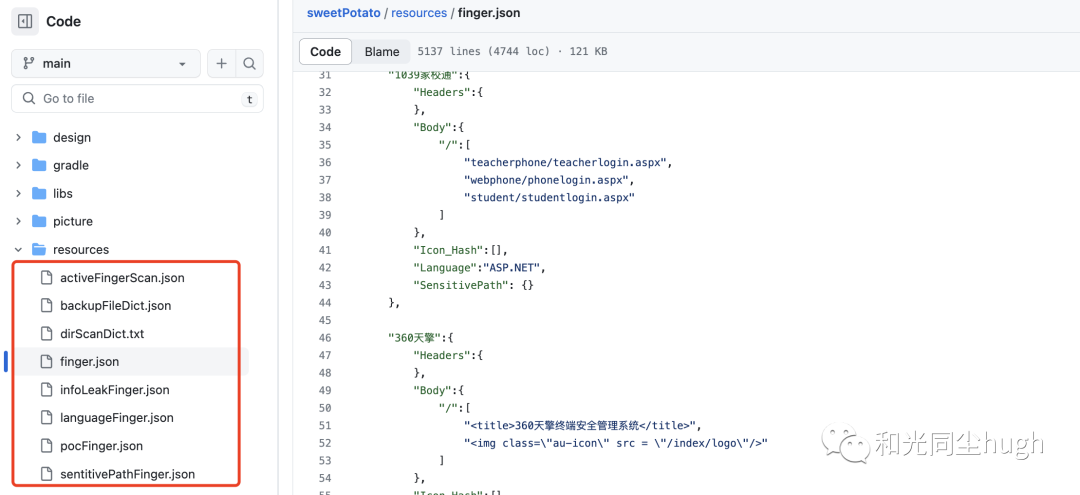 Code
main
Go to file
t
design
gradle
libs
picture
resources
activeFingerScan.json
backupFileDict.json
dirScanDict.txt
finger.json
infoLeakFinger.json
languageFinger.json
pocFinger.json
sentitivePathFinger.json
sweetPotato / resources / finger.json
Code Blame 5137 lines (4744 loc) · 121 KB
31 "1039家校通":{
32 "Headers":{
33 },
34 "Body":{
35 "/":[
36 "teacherphone/teacherlogin.aspx",
37 "webphone/phonelogin.aspx",
38 "student/studentlogin.aspx"
39 ]
40 },
41 "Icon_Hash":[],
42 "Language":"ASP.NET",
43 "SensitivePath": {}
44 },
45
46 "360天擎":{
47 "Headers":{
48 },
49 "Body":{
50 "/":[
51 "<title>360天擎终端安全管理系统</title>",
52 "<img class=\"au-icon\" src = \"/index/logo\"/>"
53 ]
54 },
55 "Icon_Hash":[]
和光同尘hugh